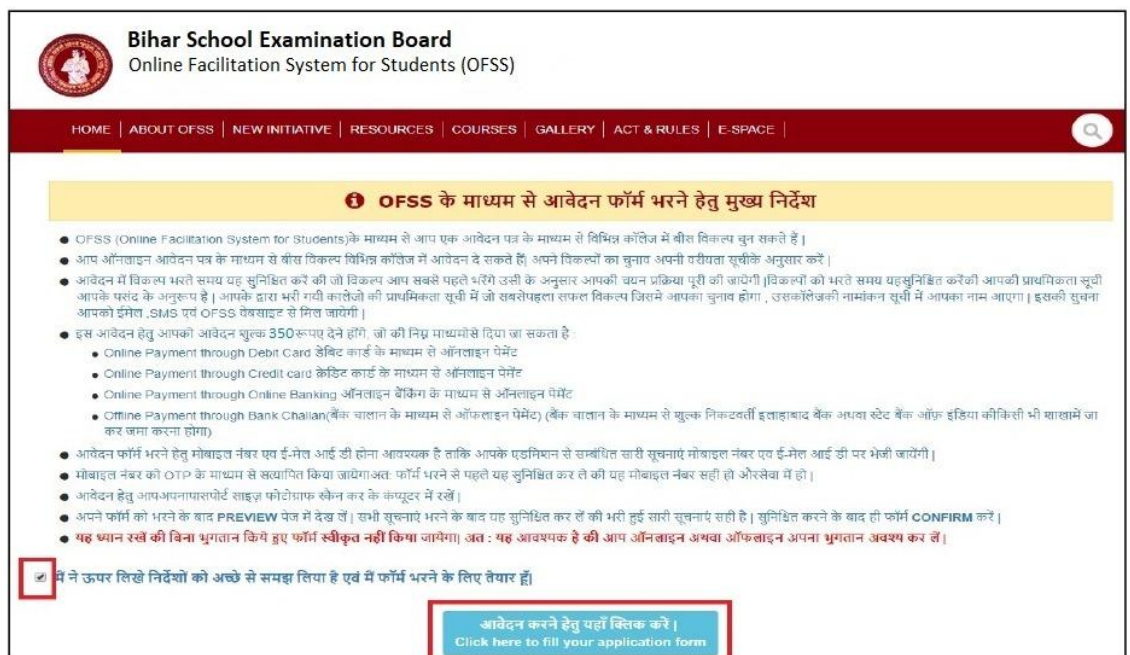 Bihar School Examination Board
Online Facilitation System for Students (OFSS)
HOME | ABOUT OFSS | NEW INITIATIVE | RESOURCES | COURSES | GALLERY | ACT & RULES | E-SPACE |
OFSS के माध्यम से आवेदन फॉर्म भरने हेतु मुख्य निर्देश
OFSS (Online Facilitation System for Students)के माध्यम से आप एक आवेदन पत्र के माध्यम से विभिन्न कॉलेज में बीस विकल्प चुन सकते हैं |
आप ऑनलाइन आवेदन पत्र के माध्यम से बीस विकल्प विभिन्न कॉलेज में आवेदन दे सकते हैं| अपने विकल्पों का चुनाव अपनी वरीयता सूचीके अनुसार करें |
आवेदन में विकल्प भरते समय यह सुनिश्चित करें की जो विकल्प आप सबसे पहले भरेंगे उसी के अनुसार आपकी चयन प्रक्रिया पूरी की जायेगी |विकल्पों को भरते समय यहसुनिश्चित करेंकी आपकी प्राथमिकता सूची
आपके पसंद के अनुरूप है | आपके द्वारा भरी गयी कालेजो की प्राथमिकता सूची में जो सबसेपहला सफल विकल्प जिसमे आपका चुनाव होगा , उसकॉलेजकी नामांकन सूची में आपका नाम आएगा | इसकी सुचना
आपको ईमेल ,SMS एवं OFSS वेबसाइट से मिल जायेगी |
इस आवेदन हेतु आपको आवेदन शुल्क 350रूपए देने होंगे, जो की निम्न माध्यमोसे दिया जा सकता है :
Online Payment through Debit Card डेबिट कार्ड के माध्यम से ऑनलाइन पेमेंट
Online Payment through Credit card क्रेडिट कार्ड के माध्यम से ऑनलाइन पेमेंट
Online Payment through Online Banking ऑनलाइन बैंकिंग के माध्यम से ऑनलाइन पेमेंट
Offline Payment through Bank Challan(बैंक चालान के माध्यम से ऑफलाइन पेमेंट) (बैंक चालान के माध्यम से शुल्क निकटवर्ती इलाहाबाद बैंक अथवा स्टेट बैंक ऑफ़ इंडिया कीकिसी भी शाखामें जा
कर जमा करना होगा)
आवेदन फॉर्म भरने हेतु मोबाइल नंबर एव ई-मेल आई डी होना आवश्यक है ताकि आपके एडमिशन से सम्बंधित सारी सूचनाएं मोबाइल नंबर एव ई-मेल आई डी पर भेजी जायेंगी |
मोबाइल नंबर को OTP के माध्यम से सत्यापित किया जायेगाअत: फॉर्म भरने से पहले यह सुनिश्चित कर ले की यह मोबाइल नंबर सही हो औरसेवा में हो |
आवेदन हेतु आपअपनापासपोर्ट साइज़ फोटोग्राफ स्कैन कर के कंप्यूटर में रखें |
अपने फॉर्म को भरने के बाद PREVIEW पेज में देख लें | सभी सूचनाएं भरने के बाद यह सुनिश्चित कर लें की भरी हुई सारी सूचनाएं सही है | सुनिश्चित करने के बाद ही फॉर्म CONFIRM करें |
यह ध्यान रखें की बिना भुगतान किये हुए फॉर्म स्वीकृत नहीं किया जायेगा| अत : यह आवश्यक है की आप ऑनलाइन अथवा ऑफलाइन अपना भुगतान अवश्य कर लें|
मैं ने ऊपर लिखे निर्देशों को अच्छे से समझ लिया है एवं मैं फॉर्म भरने के लिए तैयार हूँ|
आवेदन करने हेतु यहाँ क्लिक करें |
Click here to fill your application form